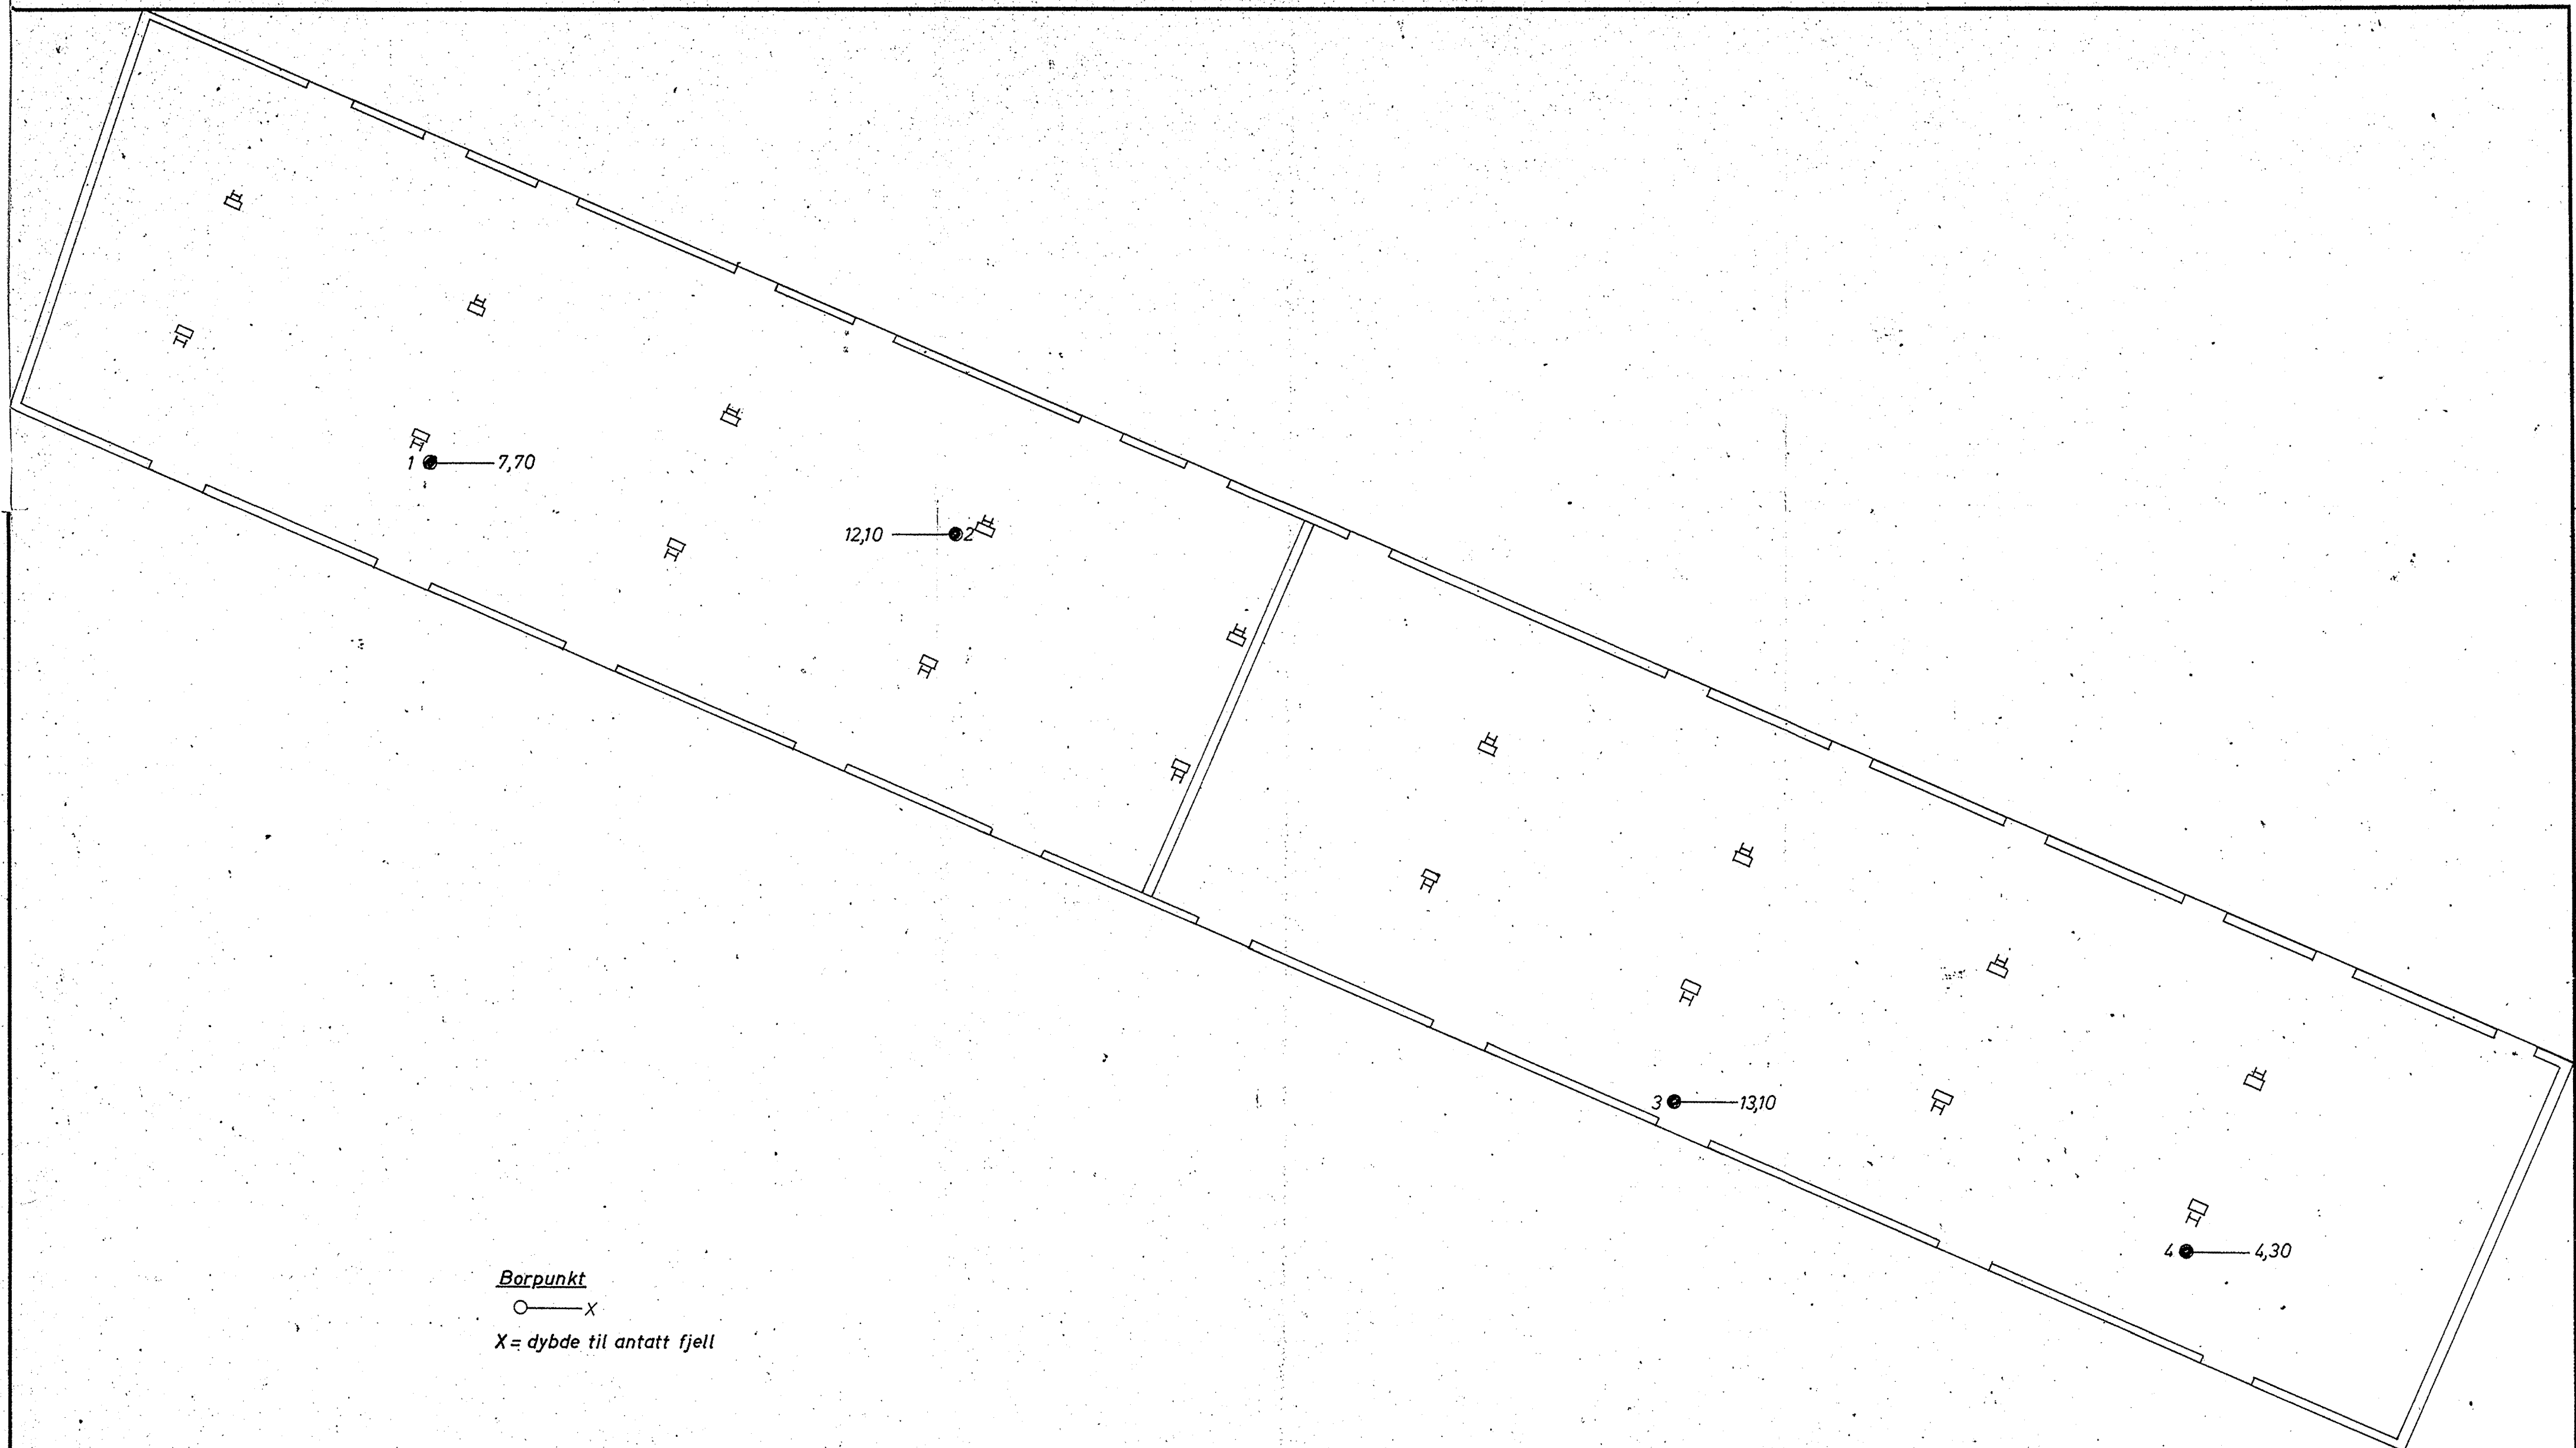 1 7,70
12,10 2
3 13,10
4 4,30
Borpunkt
X
X = dybde til antatt fjell